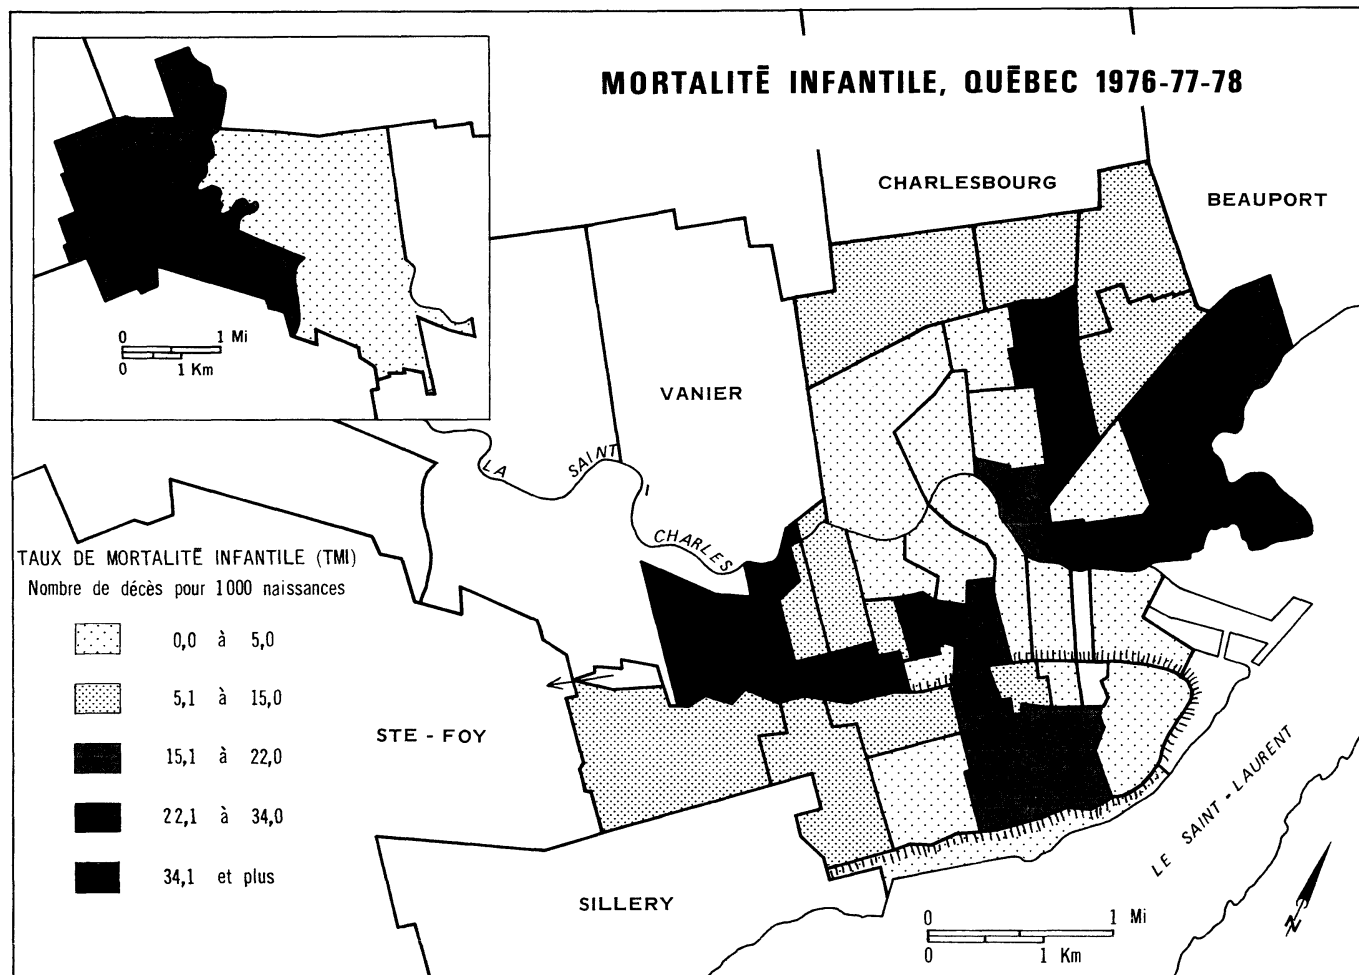 MORTALITĒ INFANTILE, QUĒBEC 1976-77-78
0 1 Mi
0 1 Km
CHARLESBOURG
BEAUPORT
VANIER
LA SAINT - CHARLES
TAUX DE MORTALITĒ INFANTILE (TMI)
Nombre de décès pour 1000 naissances
0,0 à 5,0
5,1 à 15,0
15,1 à 22,0
22,1 à 34,0
34,1 et plus
STE - FOY
SILLERY
LE SAINT - LAURENT
0 1 Mi
0 1 Km
N